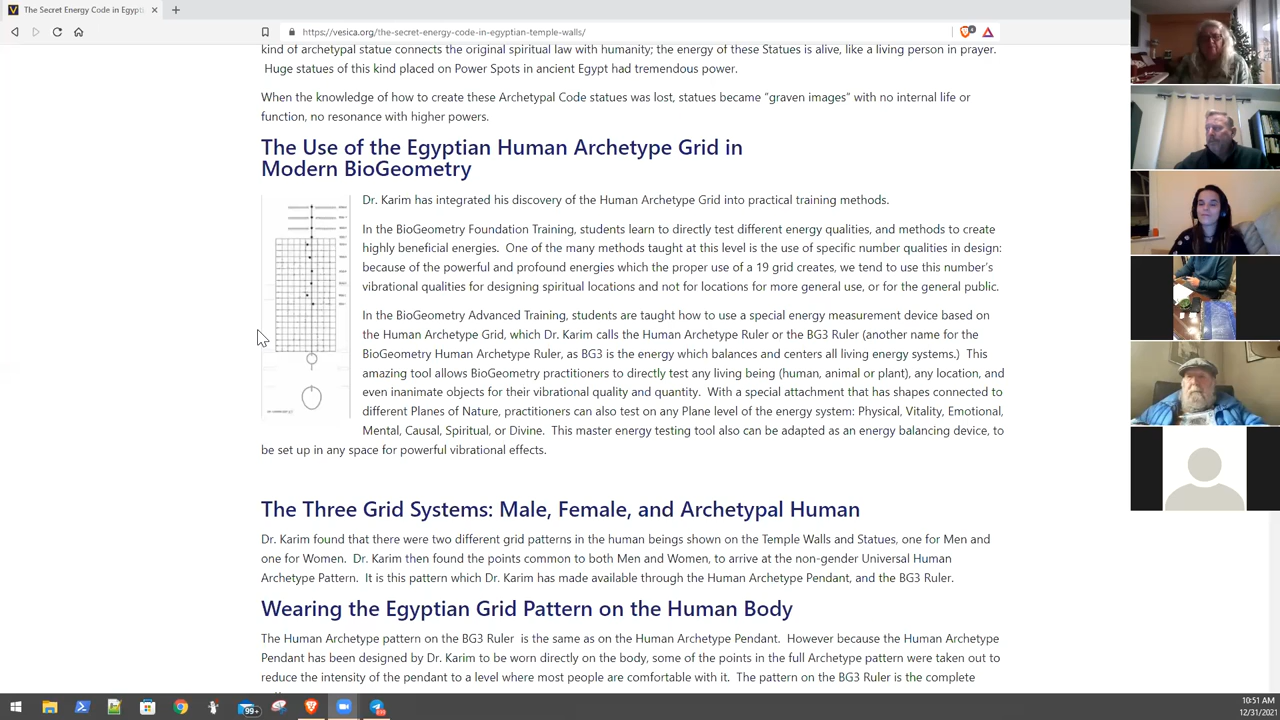 The Secret Energy Code in Egypti
https://vesica.org/the-secret-energy-code-in-egyptian-temple-walls/
kind of archetypal statue connects the original spiritual law with humanity; the energy of these Statues is alive, like a living person in prayer.
Huge statues of this kind placed on Power Spots in ancient Egypt had tremendous power.
When the knowledge of how to create these Archetypal Code statues was lost, statues became “graven images” with no internal life or
function, no resonance with higher powers.
The Use of the Egyptian Human Archetype Grid in
Modern BioGeometry
Dr. Karim has integrated his discovery of the Human Archetype Grid into practical training methods.
In the BioGeometry Foundation Training, students learn to directly test different energy qualities, and methods to create
highly beneficial energies.  One of the many methods taught at this level is the use of specific number qualities in design:
because of the powerful and profound energies which the proper use of a 19 grid creates, we tend to use this number’s
vibrational qualities for designing spiritual locations and not for locations for more general use, or for the general public.
In the BioGeometry Advanced Training, students are taught how to use a special energy measurement device based on
the Human Archetype Grid, which Dr. Karim calls the Human Archetype Ruler or the BG3 Ruler (another name for the
BioGeometry Human Archetype Ruler, as BG3 is the energy which balances and centers all living energy systems.)  This
amazing tool allows BioGeometry practitioners to directly test any living being (human, animal or plant), any location, and
even inanimate objects for their vibrational quality and quantity.  With a special attachment that has shapes connected to
different Planes of Nature, practitioners can also test on any Plane level of the energy system: Physical, Vitality, Emotional,
Mental, Causal, Spiritual, or Divine.  This master energy testing tool also can be adapted as an energy balancing device, to
be set up in any space for powerful vibrational effects.
The Three Grid Systems: Male, Female, and Archetypal Human
Dr. Karim found that there were two different grid patterns in the human beings shown on the Temple Walls and Statues, one for Men and
one for Women.  Dr. Karim then found the points common to both Men and Women, to arrive at the non-gender Universal Human
Archetype Pattern.  It is this pattern which Dr. Karim has made available through the Human Archetype Pendant, and the BG3 Ruler.
Wearing the Egyptian Grid Pattern on the Human Body
The Human Archetype pattern on the BG3 Ruler  is the same as on the Human Archetype Pendant.  However because the Human Archetype
Pendant has been designed by Dr. Karim to be worn directly on the body, some of the points in the full Archetype pattern were taken out to
reduce the intensity of the pendant to a level where most people are comfortable with it.  The pattern on the BG3 Ruler is the complete
99+
10:51 AM
12/31/2021